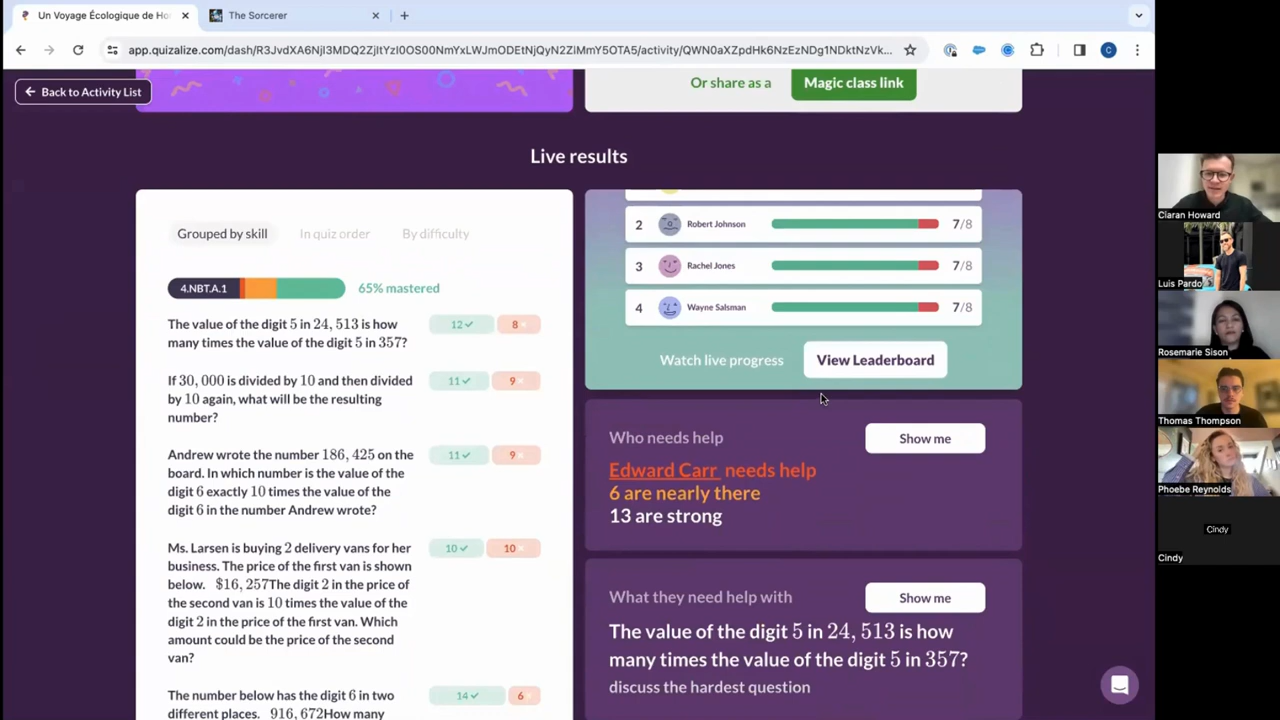 Un Voyage Écologique de Ho
The Sorcerer
app.quizalize.com/dash/R3JvdXA6NjI3MDQ2ZjItYzI0OS00NmYxLWJmODEtNjQyN2ZiMmY5OTA5/activity/QWN0aXZpdHk6NzEzNDg1NDktNzVk...
C
Back to Activity List
Or share as a
Magic class link
Live results
Grouped by skill
In quiz order
By difficulty
4.NBT.A.1
65% mastered
The value of the digit 5 in 24, 513 is how
many times the value of the digit 5 in 357?
12
8
If 30, 000 is divided by 10 and then divided
by 10 again, what will be the resulting
number?
11
9
Andrew wrote the number 186, 425 on the
board. In which number is the value of the
digit 6 exactly 10 times the value of the
digit 6 in the number Andrew wrote?
11
9
Ms. Larsen is buying 2 delivery vans for her
business. The price of the first van is shown
below. $16, 257The digit 2 in the price of
the second van is 10 times the value of the
digit 2 in the price of the first van. Which
amount could be the price of the second
van?
10
10
The number below has the digit 6 in two
different places. 916, 672How many
14
6
2 Robert Johnson 7/8
3 Rachel Jones 7/8
4 Wayne Salsman 7/8
Watch live progress
View Leaderboard
Who needs help
Show me
Edward Carr needs help
6 are nearly there
13 are strong
What they need help with
Show me
The value of the digit 5 in 24, 513 is how
many times the value of the digit 5 in 357?
discuss the hardest question
Ciaran Howard
Luis Pardo
Rosemarie Sison
Thomas Thompson
Phoebe Reynolds
Cindy
Cindy